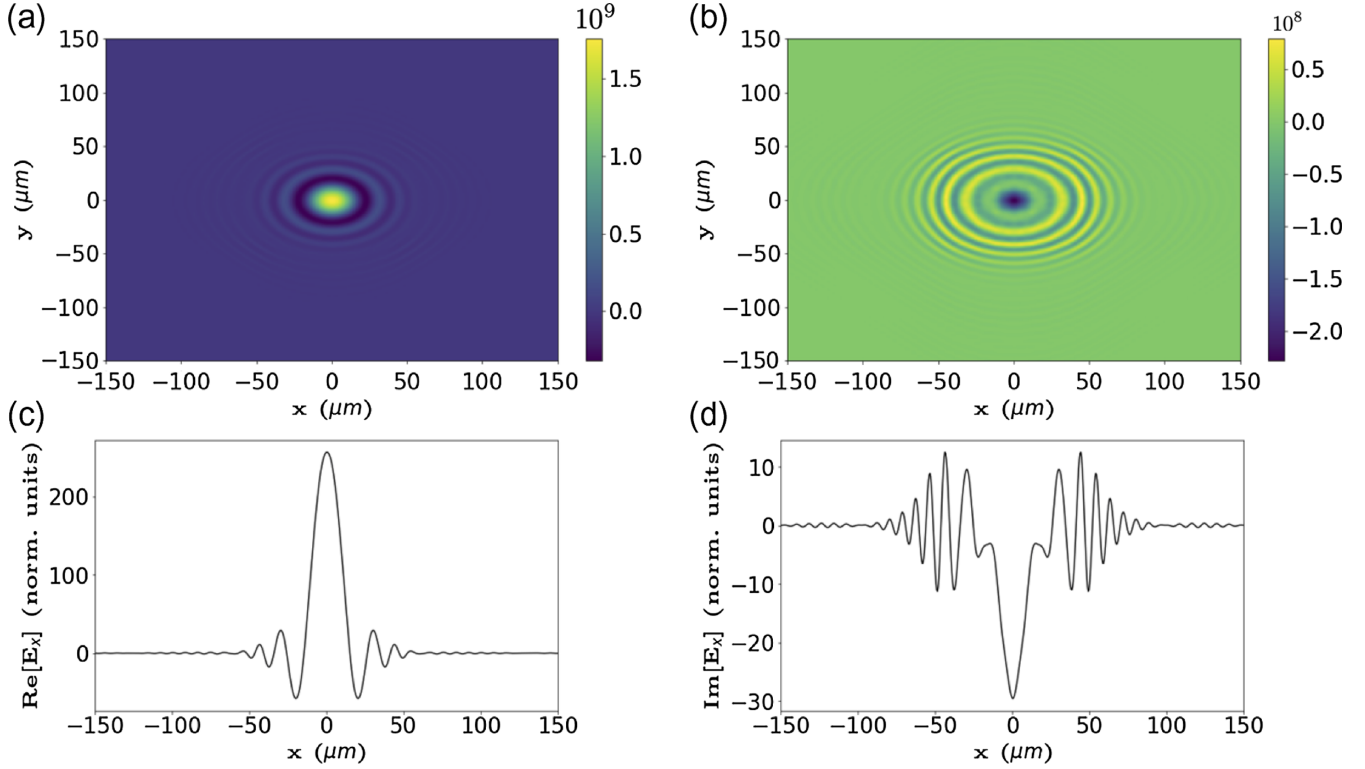 (a)
10⁹
150
100
50
0
−50
−100
−150
y (μm)
−150 −100 −50 0 50 100 150
x (μm)
1.5
1.0
0.5
0.0
(b)
10⁸
150
100
50
0
−50
−100
−150
y (μm)
−150 −100 −50 0 50 100 150
x (μm)
0.5
0.0
−0.5
−1.0
−1.5
−2.0
(c)
Re[Eₓ] (norm. units)
200
100
0
−150 −100 −50 0 50 100 150
x (μm)
(d)
Im[Eₓ] (norm. units)
10
0
−10
−20
−30
−150 −100 −50 0 50 100 150
x (μm)